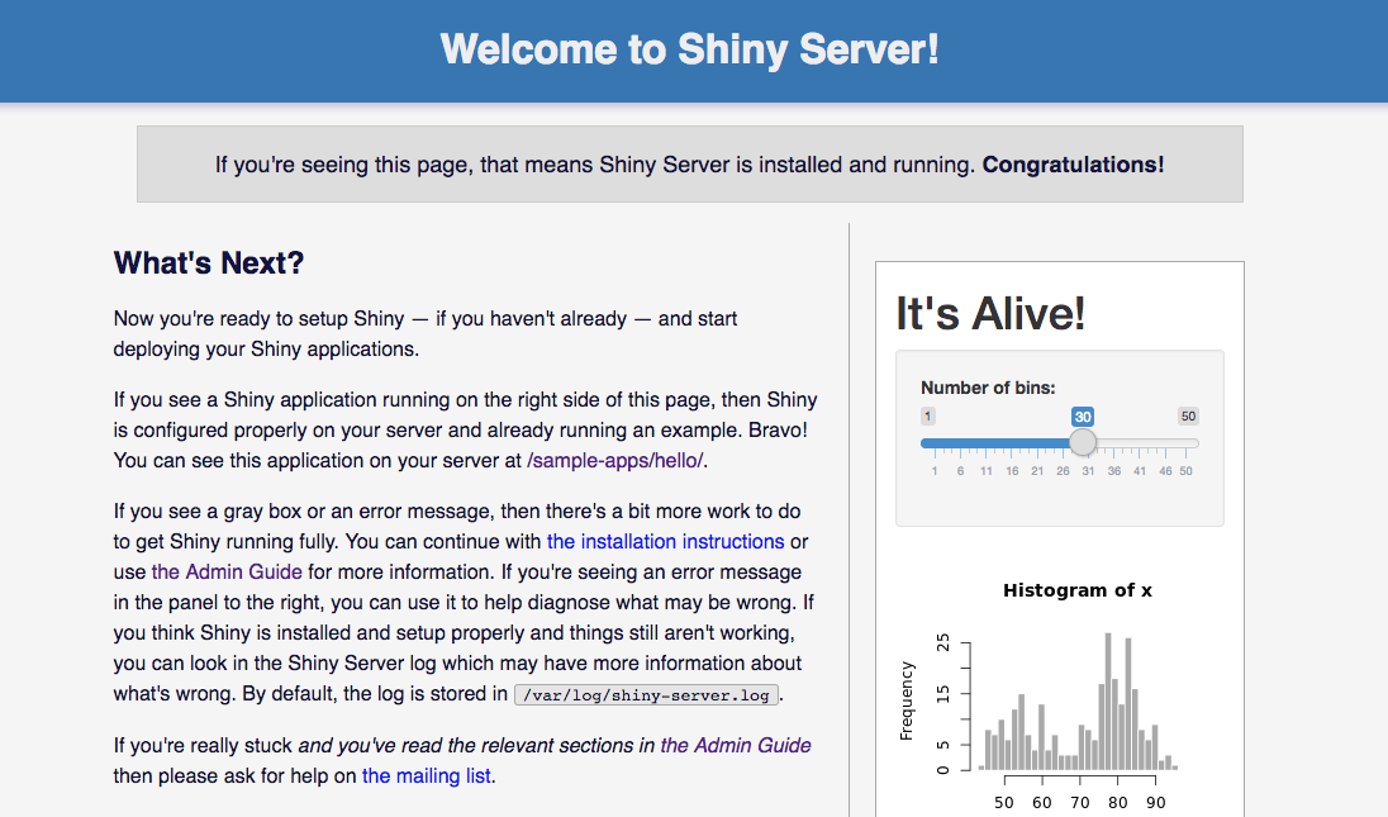 Welcome to Shiny Server!
If you're seeing this page, that means Shiny Server is installed and running. Congratulations!
What's Next?
Now you're ready to setup Shiny — if you haven't already — and start
deploying your Shiny applications.
If you see a Shiny application running on the right side of this page, then Shiny
is configured properly on your server and already running an example. Bravo!
You can see this application on your server at /sample-apps/hello/.
If you see a gray box or an error message, then there's a bit more work to do
to get Shiny running fully. You can continue with the installation instructions or
use the Admin Guide for more information. If you're seeing an error message
in the panel to the right, you can use it to help diagnose what may be wrong. If
you think Shiny is installed and setup properly and things still aren't working,
you can look in the Shiny Server log which may have more information about
what's wrong. By default, the log is stored in /var/log/shiny-server.log.
If you're really stuck and you've read the relevant sections in the Admin Guide
then please ask for help on the mailing list.
It's Alive!
Number of bins:
1 30 50
1 6 11 16 21 26 31 36 41 46 50
Histogram of x
Frequency
25
15
5
0
50 60 70 80 90